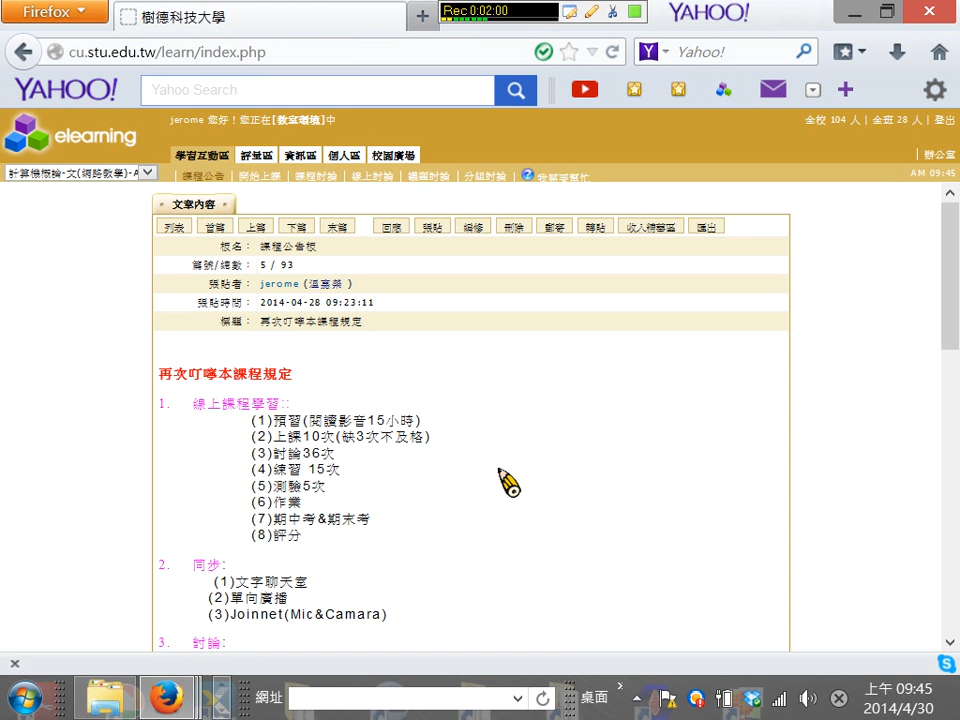 Firefox
樹德科技大學
Rec 0:02:00
YAHOO!
cu.stu.edu.tw/learn/index.php
Yahoo!
YAHOO!
Yahoo Search
elearning
jerome 您好！您正在[教室環境]中
全校 104 人 | 全班 28 人 | 登出
學習互動區 評量區 資訊區 個人區 校園廣場
| 辦公室
計算機概論-文(網路教學)-A
課程公告 | 開始上課 | 課程討論 | 線上討論 | 議題討論 | 分組討論 | 我需要幫忙
AM 09:45
文章內容
列表 首篇 上篇 下篇 末篇 回應 張貼 編修 刪除 郵寄 轉貼 收入精華區 匯出
板名： 課程公告板
篇號/總數： 5 / 93
張貼者： jerome (溫嘉榮 )
張貼時間： 2014-04-28 09:23:11
標題： 再次叮嚀本課程規定
再次叮嚀本課程規定
1. 線上課程學習::
(1)預習(閱讀影音15小時)
(2)上課10次(缺3次不及格)
(3)討論36次
(4)練習 15次
(5)測驗5次
(6)作業
(7)期中考&期末考
(8)評分
2. 同步:
(1)文字聊天室
(2)單向廣播
(3)Joinnet(Mic&Camara)
3. 討論:
網址
桌面
上午 09:45
2014/4/30